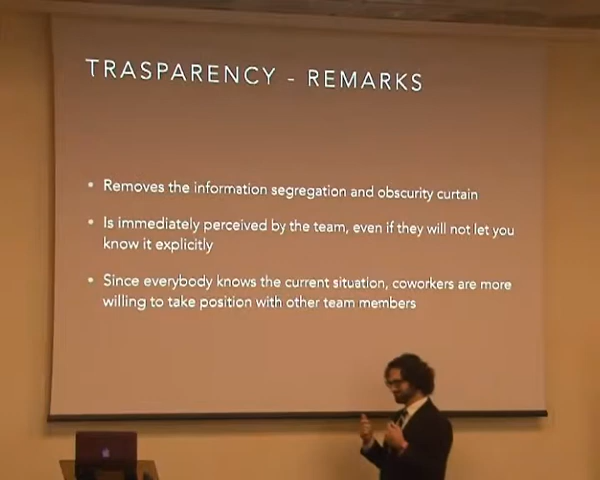 TRASPARENCY - REMARKS
• Removes the information segregation and obscurity curtain
• Is immediately perceived by the team, even if they will not let you
know it explicitly
• Since everybody knows the current situation, coworkers are more
willing to take position with other team members